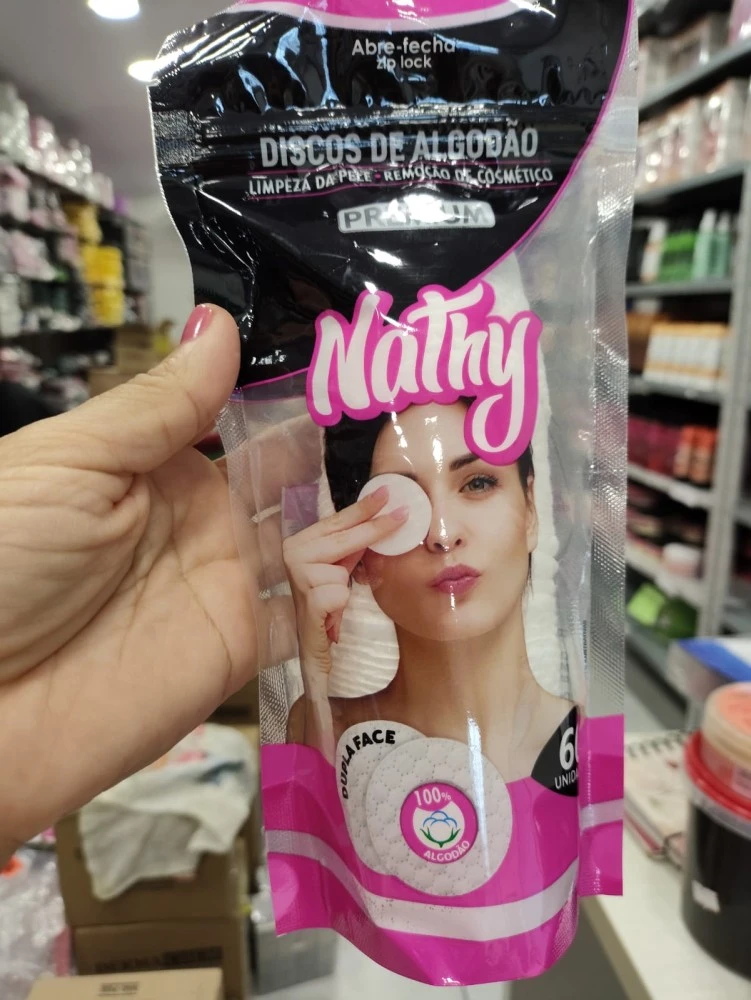 Abre-fecha
zip lock
DISCOS DE ALGODÃO
LIMPEZA DA PELE - REMOÇÃO DE COSMÉTICO
PREMIUM
Nathy
DUPLA FACE
100%
ALGODÃO